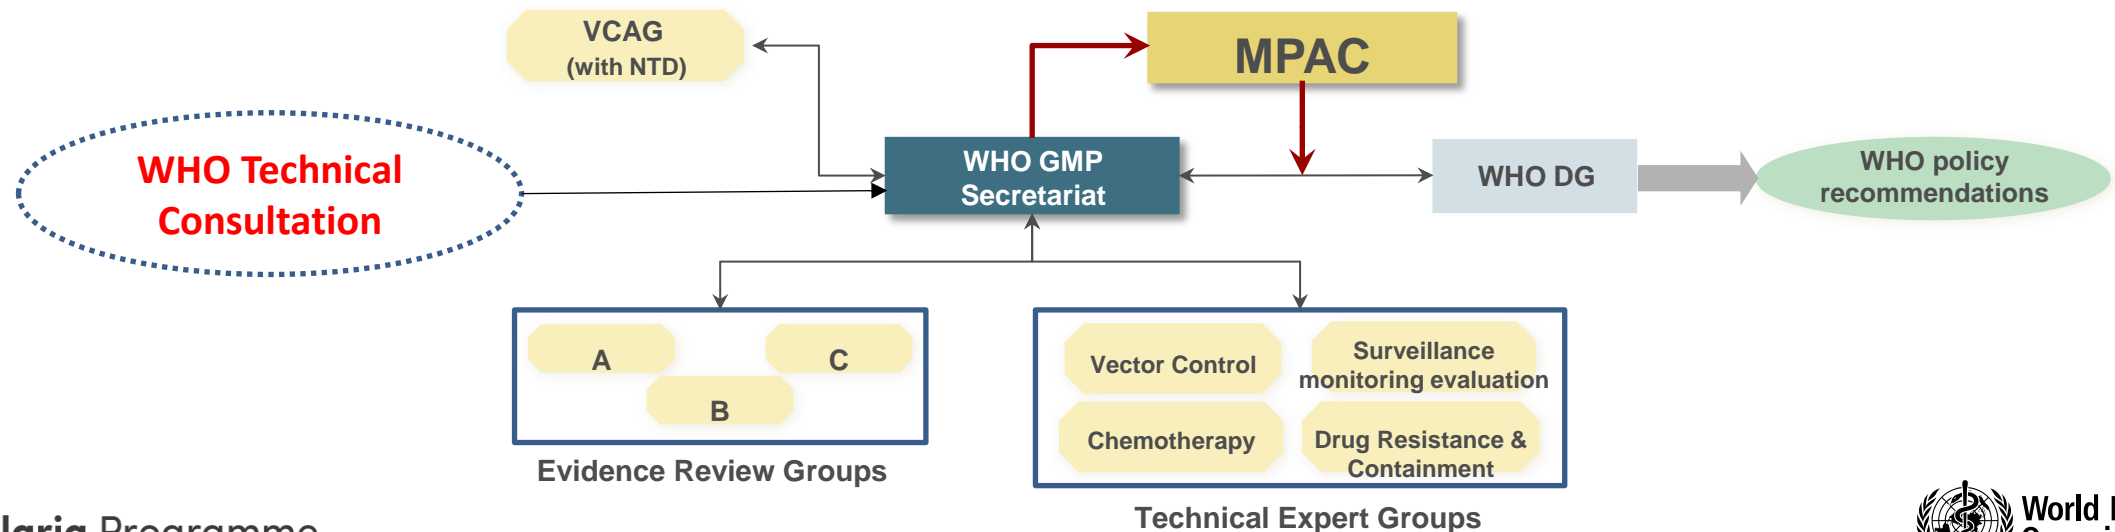 VCAG
(with NTD)
MPAC
WHO Technical
Consultation
WHO GMP
Secretariat
WHO DG
WHO policy
recommendations
A
C
B
Evidence Review Groups
Vector Control
Surveillance
monitoring evaluation
Chemotherapy
Drug Resistance &
Containment
Technical Expert Groups
Programme
World